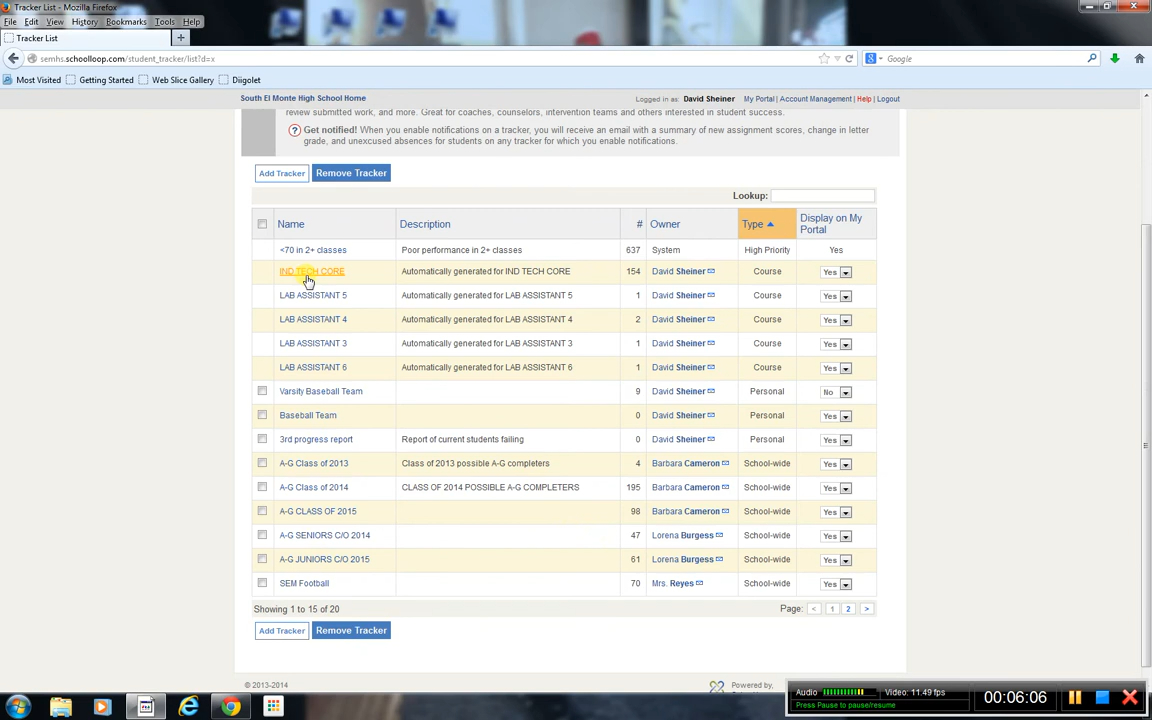 Tracker List - Mozilla Firefox
File Edit View History Bookmarks Tools Help
Tracker List +
semhs.schoolloop.com/student_tracker/list?d=x Google
Most Visited Getting Started Web Slice Gallery Diigolet
South El Monte High School Home Logged in as: David Sheiner My Portal | Account Management | Help | Logout
review submitted work, and more. Great for coaches, counselors, intervention teams and others interested in student success.
? Get notified! When you enable notifications on a tracker, you will receive an email with a summary of new assignment scores, change in letter
grade, and unexcused absences for students on any tracker for which you enable notifications.
Add Tracker Remove Tracker
Lookup:
Name Description # Owner Type Display on My
Portal
<70 in 2+ classes Poor performance in 2+ classes 637 System High Priority Yes
IND TECH CORE Automatically generated for IND TECH CORE 154 David Sheiner Course Yes
LAB ASSISTANT 5 Automatically generated for LAB ASSISTANT 5 1 David Sheiner Course Yes
LAB ASSISTANT 4 Automatically generated for LAB ASSISTANT 4 2 David Sheiner Course Yes
LAB ASSISTANT 3 Automatically generated for LAB ASSISTANT 3 1 David Sheiner Course Yes
LAB ASSISTANT 6 Automatically generated for LAB ASSISTANT 6 1 David Sheiner Course Yes
Varsity Baseball Team 9 David Sheiner Personal No
Baseball Team 0 David Sheiner Personal Yes
3rd progress report Report of current students failing 0 David Sheiner Personal Yes
A-G Class of 2013 Class of 2013 possible A-G completers 4 Barbara Cameron School-wide Yes
A-G Class of 2014 CLASS OF 2014 POSSIBLE A-G COMPLETERS 195 Barbara Cameron School-wide Yes
A-G CLASS OF 2015 98 Barbara Cameron School-wide Yes
A-G SENIORS C/O 2014 47 Lorena Burgess School-wide Yes
A-G JUNIORS C/O 2015 61 Lorena Burgess School-wide Yes
SEM Football 70 Mrs. Reyes School-wide Yes
Showing 1 to 15 of 20 Page: < 1 2 >
Add Tracker Remove Tracker
© 2013-2014 Powered by,
Audio Video: 11.49 fps 00:06:06
Press Pause to pause/resume